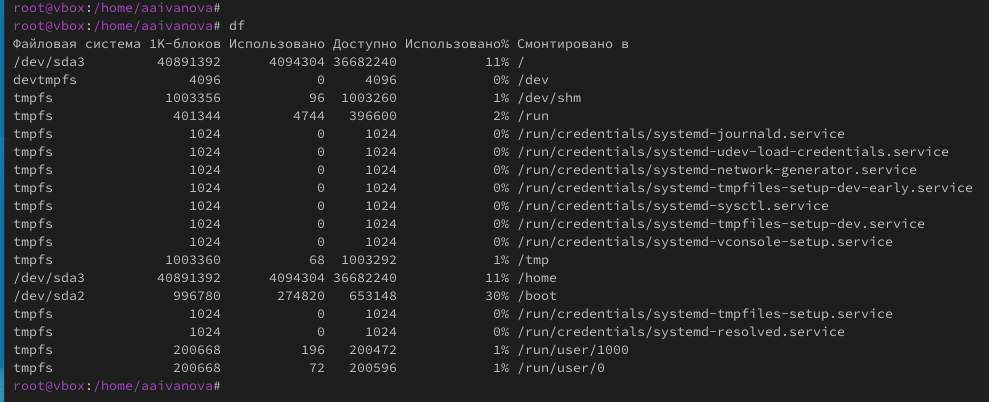 root@vbox:/home/aaivanova#
root@vbox:/home/aaivanova# df
Файловая система 1K-блоков Использовано Доступно Использовано% Смонтировано в
/dev/sda3         40891392      4094304 36682240           11% /
devtmpfs              4096            0     4096            0% /dev
tmpfs              1003356           96  1003260            1% /dev/shm
tmpfs               401344         4744   396600            2% /run
tmpfs                 1024            0     1024            0% /run/credentials/systemd-journald.service
tmpfs                 1024            0     1024            0% /run/credentials/systemd-udev-load-credentials.service
tmpfs                 1024            0     1024            0% /run/credentials/systemd-network-generator.service
tmpfs                 1024            0     1024            0% /run/credentials/systemd-tmpfiles-setup-dev-early.service
tmpfs                 1024            0     1024            0% /run/credentials/systemd-sysctl.service
tmpfs                 1024            0     1024            0% /run/credentials/systemd-tmpfiles-setup-dev.service
tmpfs                 1024            0     1024            0% /run/credentials/systemd-vconsole-setup.service
tmpfs              1003360           68  1003292            1% /tmp
/dev/sda3         40891392      4094304 36682240           11% /home
/dev/sda2           996780       274820   653148           30% /boot
tmpfs                 1024            0     1024            0% /run/credentials/systemd-tmpfiles-setup.service
tmpfs                 1024            0     1024            0% /run/credentials/systemd-resolved.service
tmpfs               200668          196   200472            1% /run/user/1000
tmpfs               200668           72   200596            1% /run/user/0
root@vbox:/home/aaivanova#